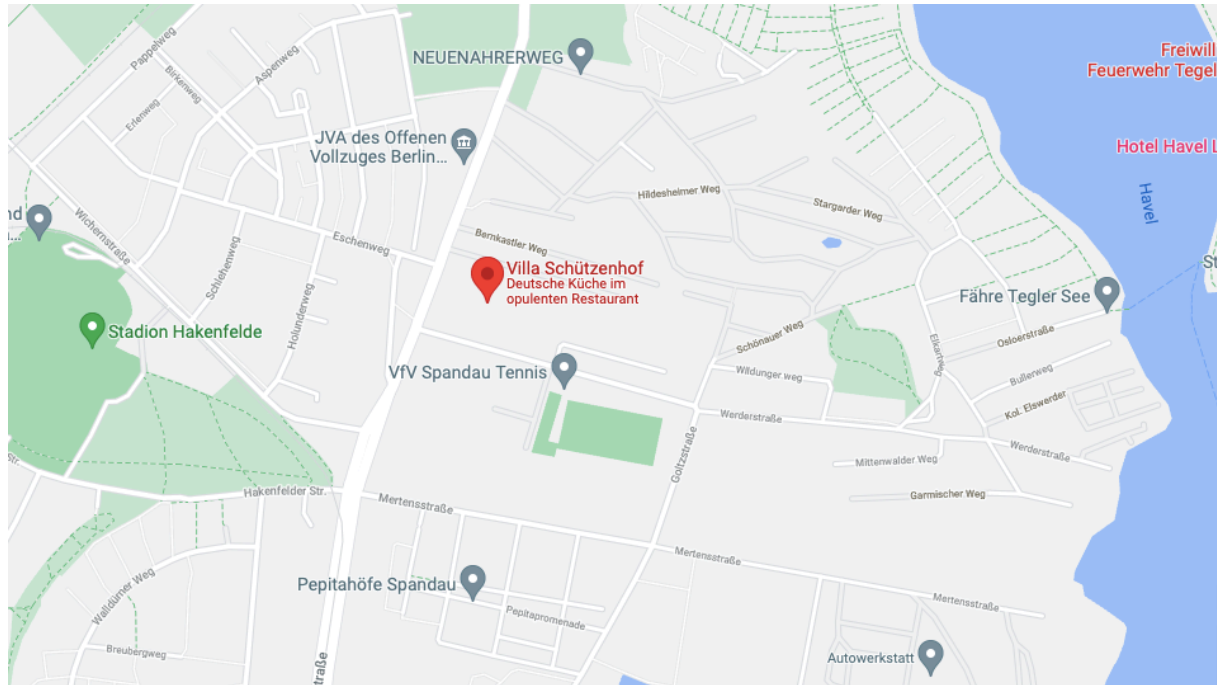 Freiwill
Feuerwehr Tegel
NEUENAHRERWEG
Pappelweg
Aspenweg
Birkenweg
Erlenweg
JVA des Offenen
Vollzuges Berlin...
Hotel Havel L
Havel
Hildesheimer Weg
Stargarder Weg
nd
...
Wichernstraße
Eschenweg
Bernkastler Weg
Schlehenweg
Villa Schützenhof
Deutsche Küche im
opulenten Restaurant
St
Fähre Tegler See
Holunderweg
Stadion Hakenfelde
Schönauer Weg
Osloerstraße
Elkartweg
VfV Spandau Tennis
Wildunger weg
Bullerweg
Kol. Elswerder
Werderstraße
Werderstraße
Goltzstraße
Mittenwalder Weg
Str.
Hakenfelder Str.
Mertensstraße
Garmischer Weg
Mertensstraße
Walldürner Weg
Pepitahöfe Spandau
Mertensstraße
Pepitapromenade
Breubergweg
straße
Autowerkstatt